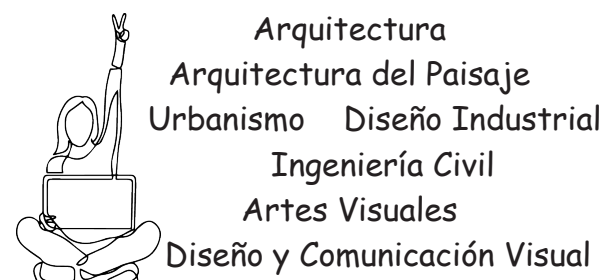 Arquitectura
Arquitectura del Paisaje
Urbanismo Diseño Industrial
Ingeniería Civil
Artes Visuales
Diseño y Comunicación Visual